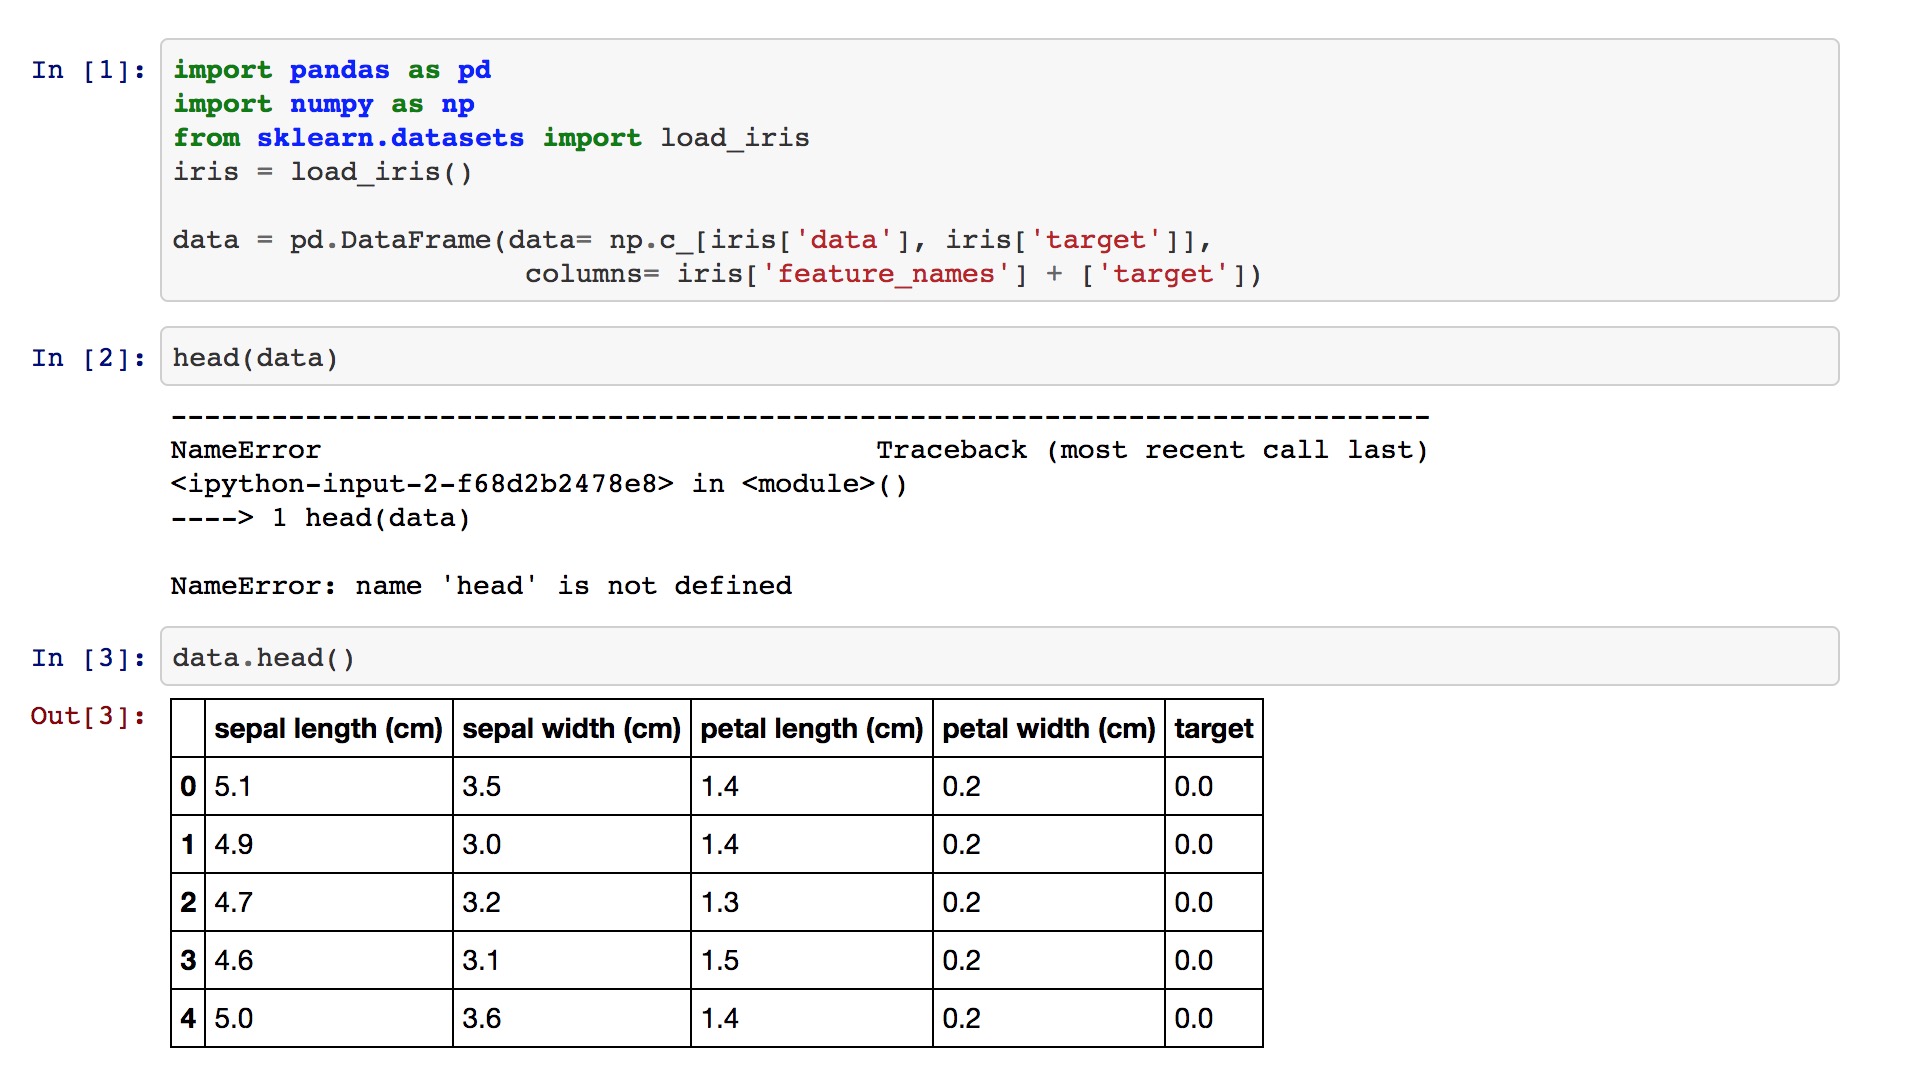 In [1]: import pandas as pd
import numpy as np
from sklearn.datasets import load_iris
iris = load_iris()

data = pd.DataFrame(data= np.c_[iris['data'], iris['target']],
                     columns= iris['feature_names'] + ['target'])
In [2]: head(data)
---------------------------------------------------------------------------
NameError                                 Traceback (most recent call last)
<ipython-input-2-f68d2b2478e8> in <module>()
----> 1 head(data)

NameError: name 'head' is not defined
In [3]: data.head()
Out[3]:
sepal length (cm) sepal width (cm) petal length (cm) petal width (cm) target
0 5.1 3.5 1.4 0.2 0.0
1 4.9 3.0 1.4 0.2 0.0
2 4.7 3.2 1.3 0.2 0.0
3 4.6 3.1 1.5 0.2 0.0
4 5.0 3.6 1.4 0.2 0.0